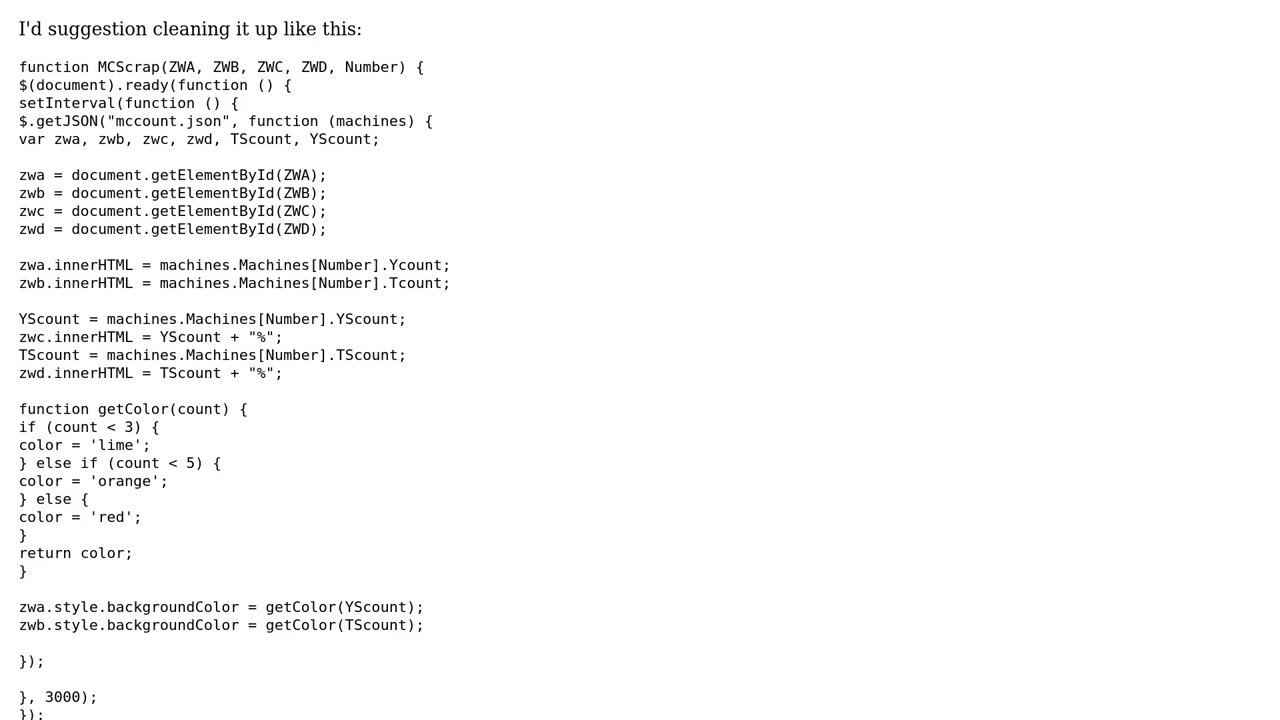 I'd suggestion cleaning it up like this:
function MCScrap(ZWA, ZWB, ZWC, ZWD, Number) {
$(document).ready(function () {
setInterval(function () {
$.getJSON("mccount.json", function (machines) {
var zwa, zwb, zwc, zwd, TScount, YScount;
zwa = document.getElementById(ZWA);
zwb = document.getElementById(ZWB);
zwc = document.getElementById(ZWC);
zwd = document.getElementById(ZWD);
zwa.innerHTML = machines.Machines[Number].Ycount;
zwb.innerHTML = machines.Machines[Number].Tcount;
YScount = machines.Machines[Number].YScount;
zwc.innerHTML = YScount + "%";
TScount = machines.Machines[Number].TScount;
zwd.innerHTML = TScount + "%";
function getColor(count) {
if (count < 3) {
color = 'lime';
} else if (count < 5) {
color = 'orange';
} else {
color = 'red';
}
return color;
}
zwa.style.backgroundColor = getColor(YScount);
zwb.style.backgroundColor = getColor(TScount);
});
}, 3000);
});